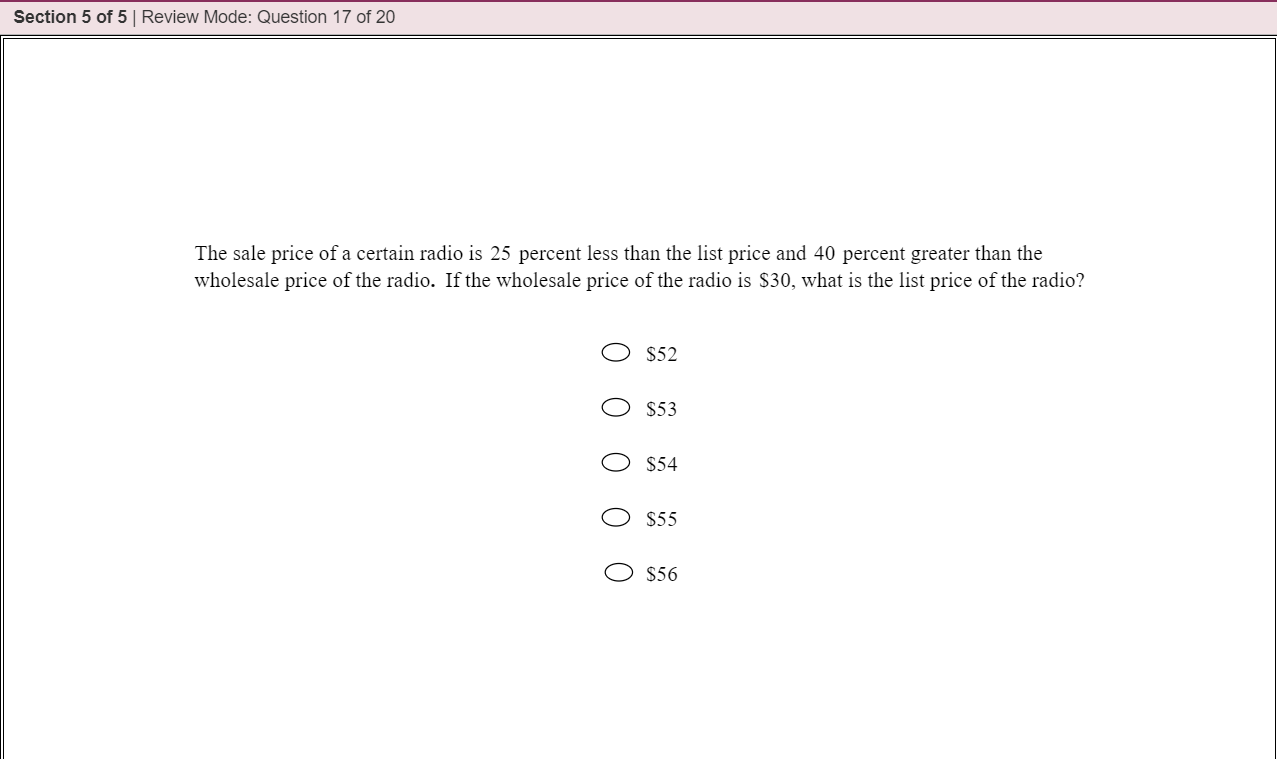 Section 5 of 5 | Review Mode: Question 17 of 20
The sale price of a certain radio is 25 percent less than the list price and 40 percent greater than the
wholesale price of the radio. If the wholesale price of the radio is $30, what is the list price of the radio?
$52
$53
$54
$55
$56